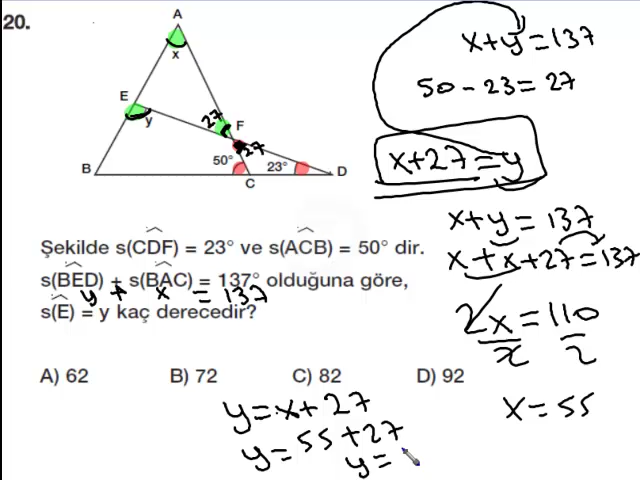 20.
A
x
E
y
27
F
27
50°
23°
B
C
D
x+y=137
50-23=27
x+27=y
x+y=137
x+x+27=137
2x=110
2 2
x=55
Şekilde s(CDF) = 23° ve s(ACB) = 50° dir.
s(BED) + s(BAC) = 137° olduğuna göre,
y + x = 137
s(E) = y kaç derecedir?
A) 62 B) 72 C) 82 D) 92
y=x+27
y=55+27
y=